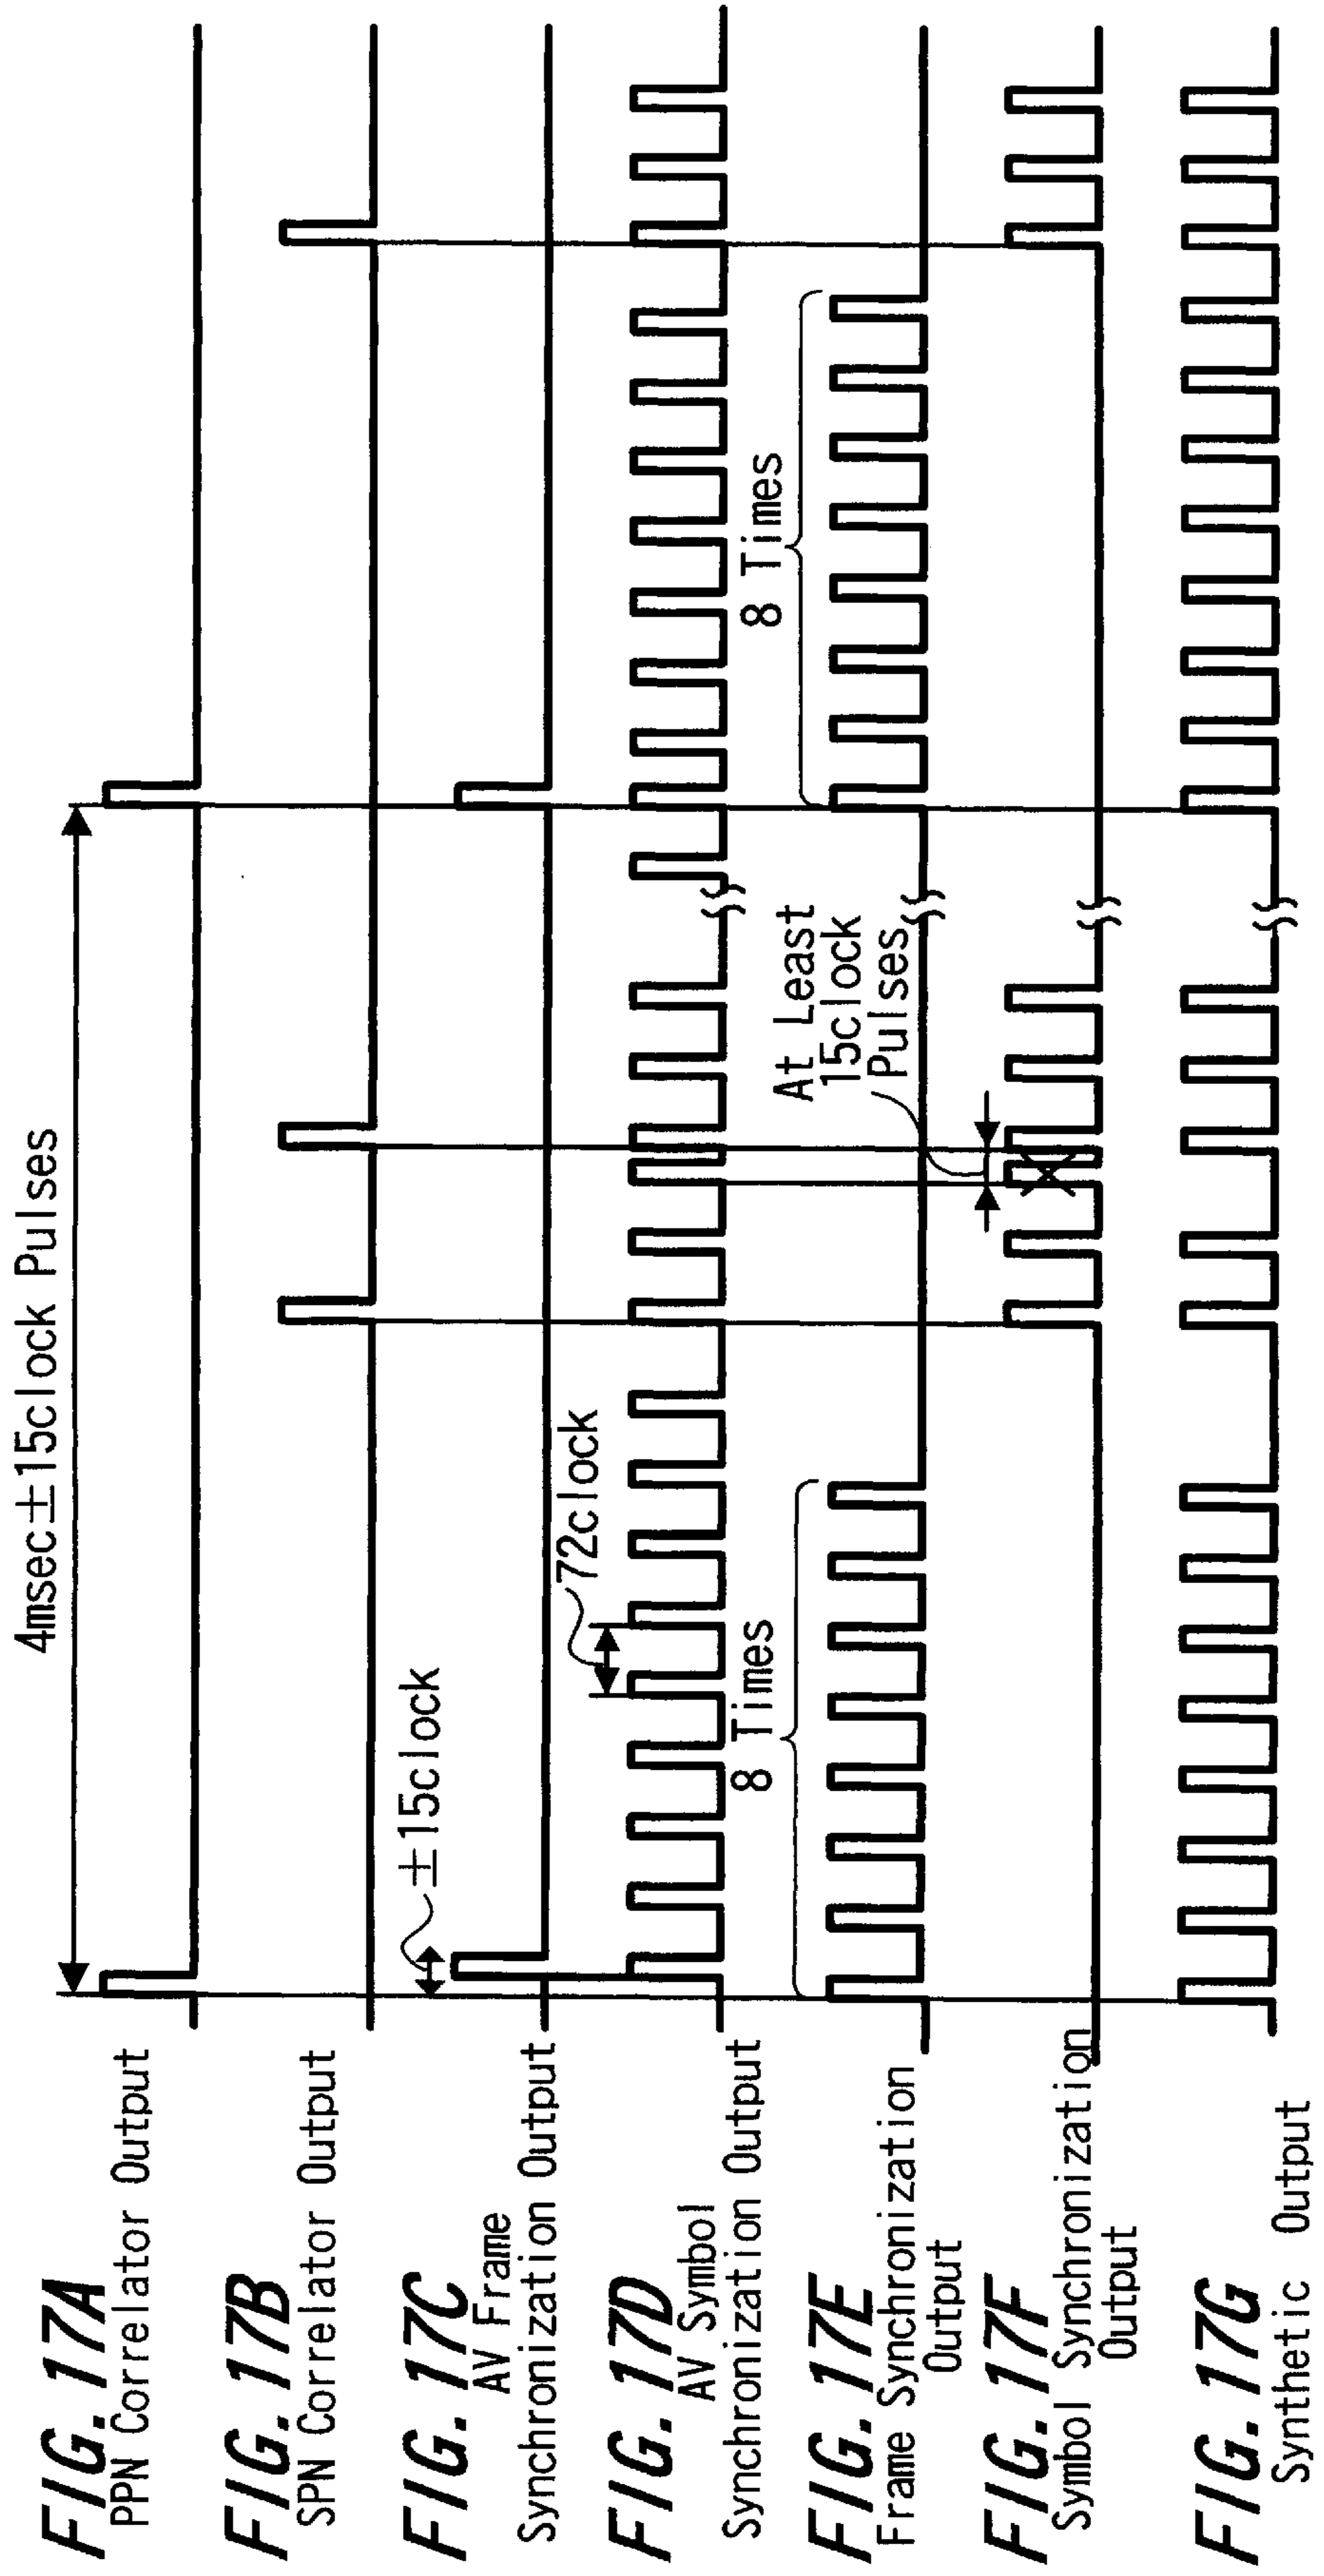 4msec±15clock Pulses
FIG. 17A
PPN Correlator Output
FIG. 17B
SPN Correlator Output
±15clock
FIG. 17C
AV Frame
Synchronization Output
72clock
FIG. 17D
AV Symbol
Synchronization Output
8 Times
8 Times
FIG. 17E
Frame Synchronization
Output
At Least
15clock
Pulses
FIG. 17F
Symbol Synchronization
Output
FIG. 17G
Synthetic Output